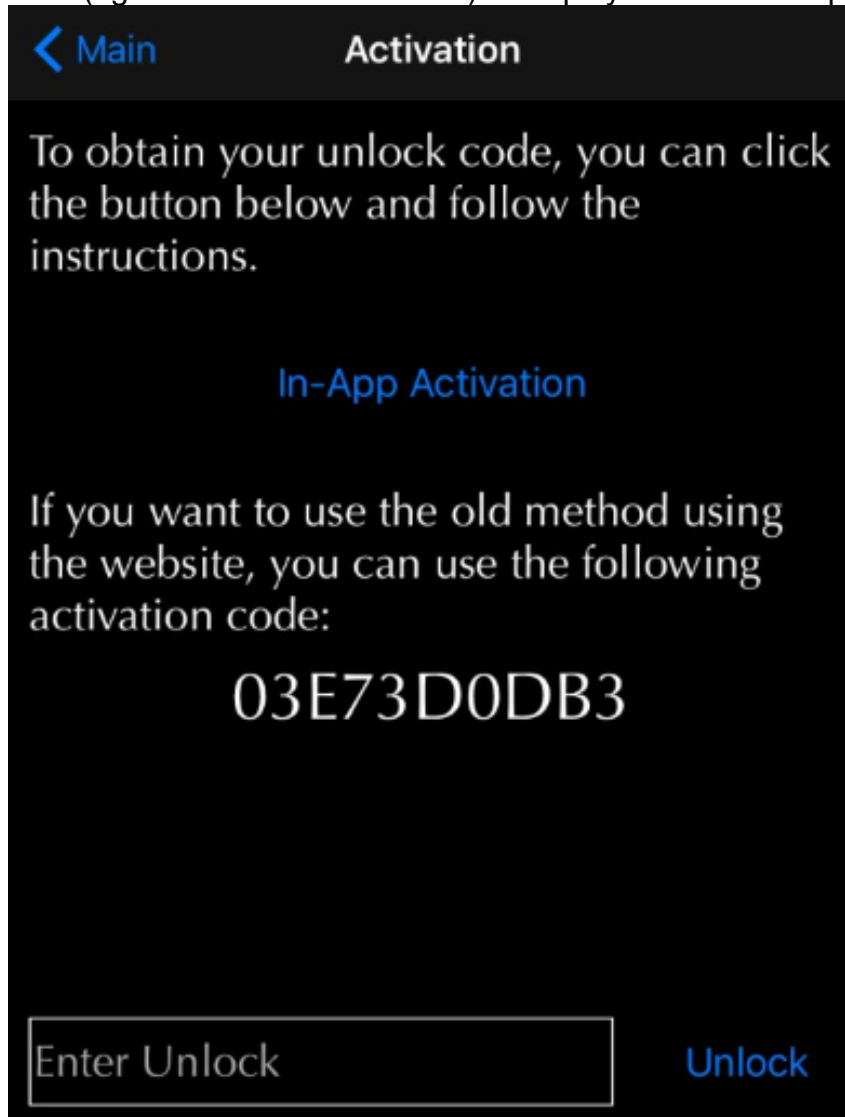 Main
Activation
To obtain your unlock code, you can click
the button below and follow the
instructions.
In-App Activation
If you want to use the old method using
the website, you can use the following
activation code:
03E73D0DB3
Enter Unlock
Unlock